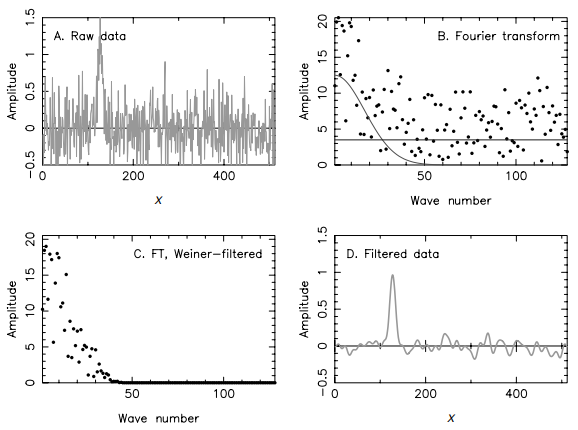 A. Raw data
Amplitude
1.5
1
0.5
0
−0.5
0
200
400
x
B. Fourier transform
Amplitude
20
15
10
5
0
0
50
100
Wave number
C. FT, Weiner−filtered
Amplitude
20
15
10
5
0
50
100
Wave number
D. Filtered data
Amplitude
1.5
1
0.5
0
−0.5
0
200
400
x